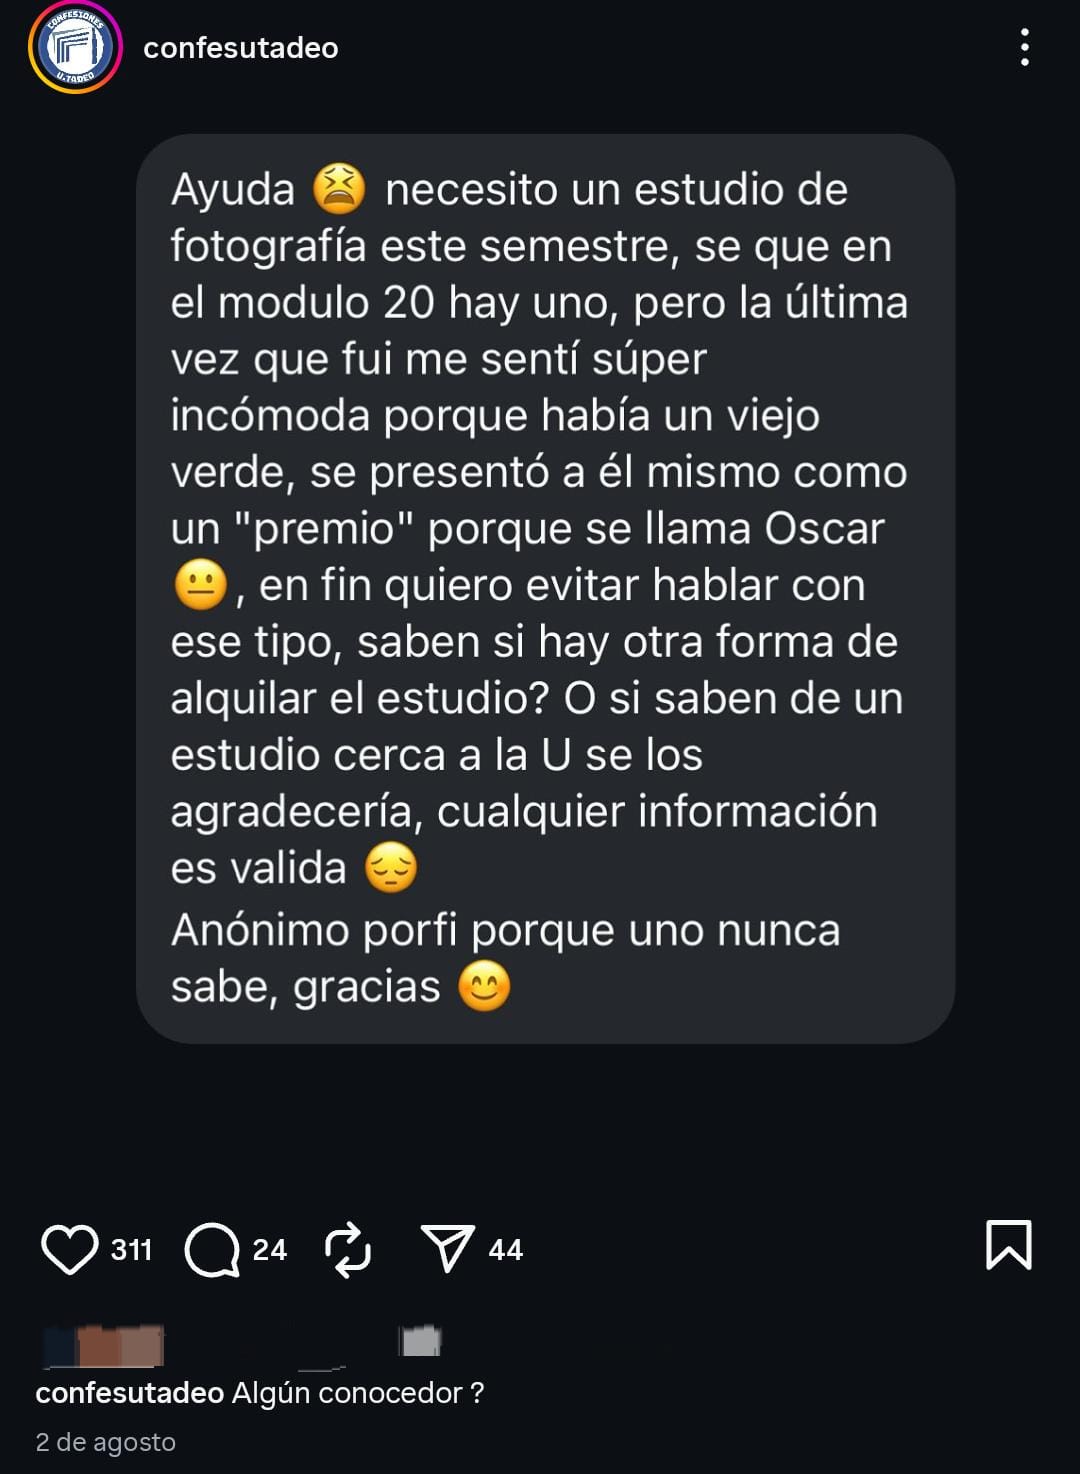 CONFESIONES
U.TADEO
confesutadeo
Ayuda 😫 necesito un estudio de
fotografía este semestre, se que en
el modulo 20 hay uno, pero la última
vez que fui me sentí súper
incómoda porque había un viejo
verde, se presentó a él mismo como
un "premio" porque se llama Oscar
😐, en fin quiero evitar hablar con
ese tipo, saben si hay otra forma de
alquilar el estudio? O si saben de un
estudio cerca a la U se los
agradecería, cualquier información
es valida 😔
Anónimo porfi porque uno nunca
sabe, gracias 😊
311 24 44
confesutadeo Algún conocedor ?
2 de agosto